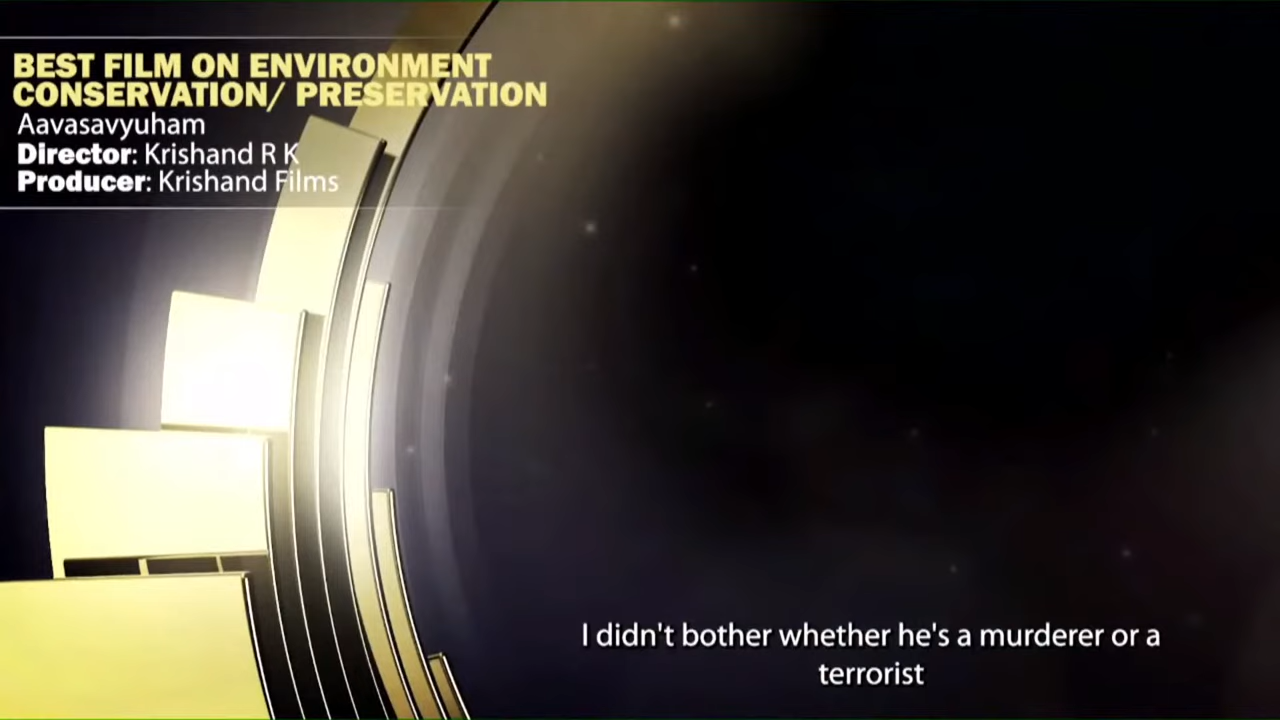 BEST FILM ON ENVIRONMENT
CONSERVATION/ PRESERVATION
Aavasavyuham
Director: Krishand R K
Producer: Krishand Films
I didn't bother whether he's a murderer or a
terrorist